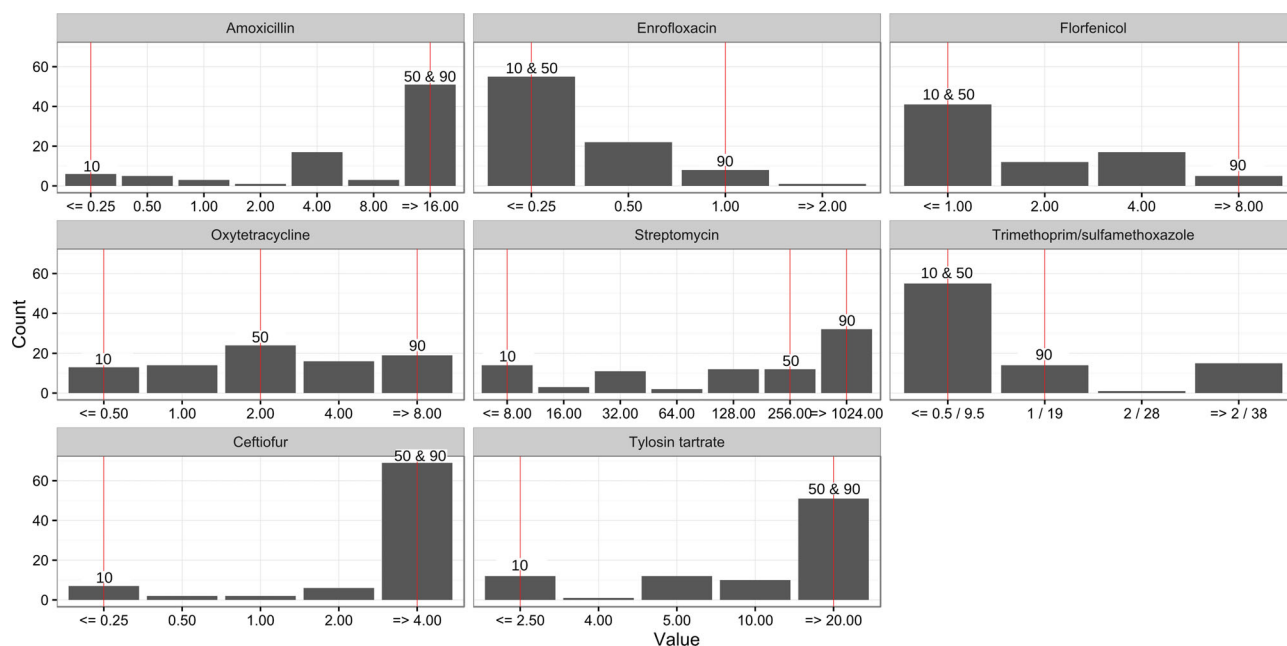 Amoxicillin
Enrofloxacin
Florfenicol
60
40
20
0
10
50 & 90
10 & 50
90
10 & 50
90
<= 0.25 0.50 1.00 2.00 4.00 8.00 => 16.00
<= 0.25 0.50 1.00 => 2.00
<= 1.00 2.00 4.00 => 8.00
Oxytetracycline
Streptomycin
Trimethoprim/sulfamethoxazole
Count
60
40
20
0
10
50
90
10
50
90
10 & 50
90
<= 0.50 1.00 2.00 4.00 => 8.00
<= 8.00 16.00 32.00 64.00 128.00 256.00 => 1024.00
<= 0.5 / 9.5 1 / 19 2 / 28 => 2 / 38
Ceftiofur
Tylosin tartrate
60
40
20
0
10
50 & 90
10
50 & 90
<= 0.25 0.50 1.00 2.00 => 4.00
<= 2.50 4.00 5.00 10.00 => 20.00
Value